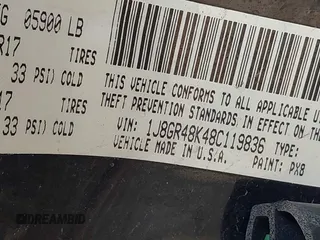 G 05900 LB
R17 TIRES
33 PSI) COLD
17 TIRES
33 PSI) COLD
THIS VEHICLE CONFORMS TO ALL
THEFT PREVENTION STANDARDS
IN EFFECT ON THE
VIN: 1J8GR48K48C119836 TYPE:
VEHICLE MADE IN U.S.A. PAINT: PX8
DREAMBID